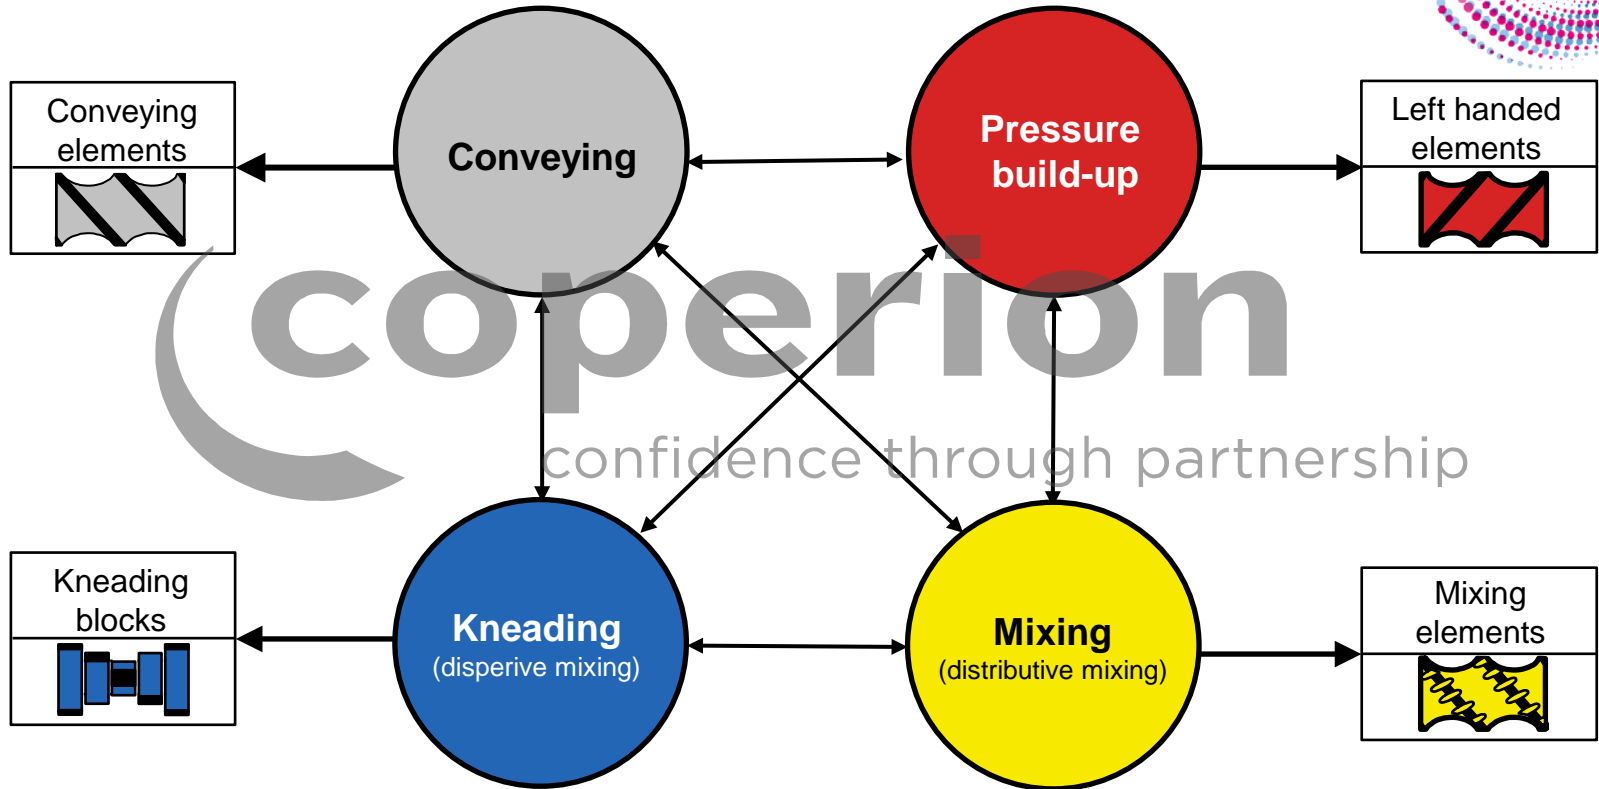 Conveying
elements
Conveying
Pressure
build-up
Left handed
elements
coperion
confidence through partnership
Kneading
blocks
Kneading
(disperive mixing)
Mixing
(distributive mixing)
Mixing
elements